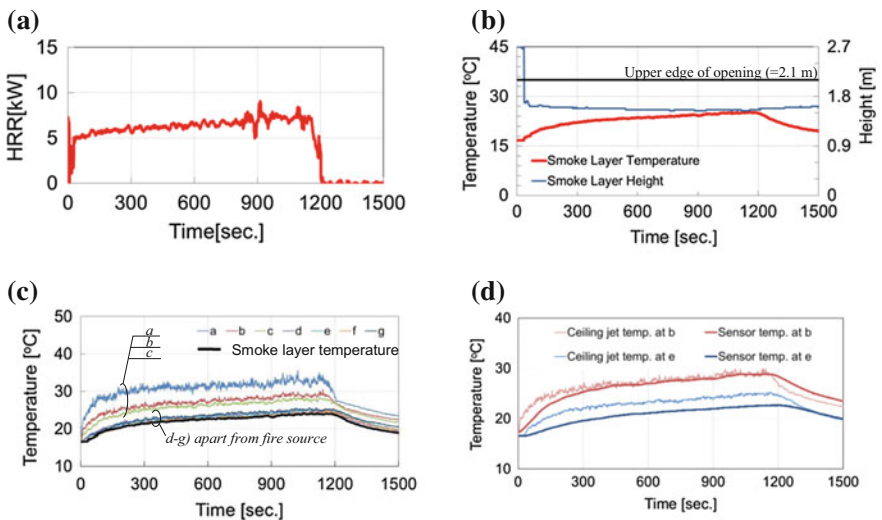 (a)
HRR[kW]
15
10
5
0
0 300 600 900 1200 1500
Time[sec.]
(b)
Temperature [ºC]
45
30
15
0
Upper edge of opening (=2.1 m)
Smoke Layer Temperature
Smoke Layer Height
2.7
1.8
0.9
0
Height [m]
0 300 600 900 1200 1500
Time [sec.]
(c)
Temperature [ºC]
50
40
30
20
10
a b c d e f g
Smoke layer temperature
a
b
c
d-g) apart from fire source
0 300 600 900 1200 1500
Time [sec.]
(d)
Temperature [ºC]
40
30
20
10
Ceiling jet temp. at b Sensor temp. at b
Ceiling jet temp. at e Sensor temp. at e
0 300 600 900 1200 1500
Time [sec.]